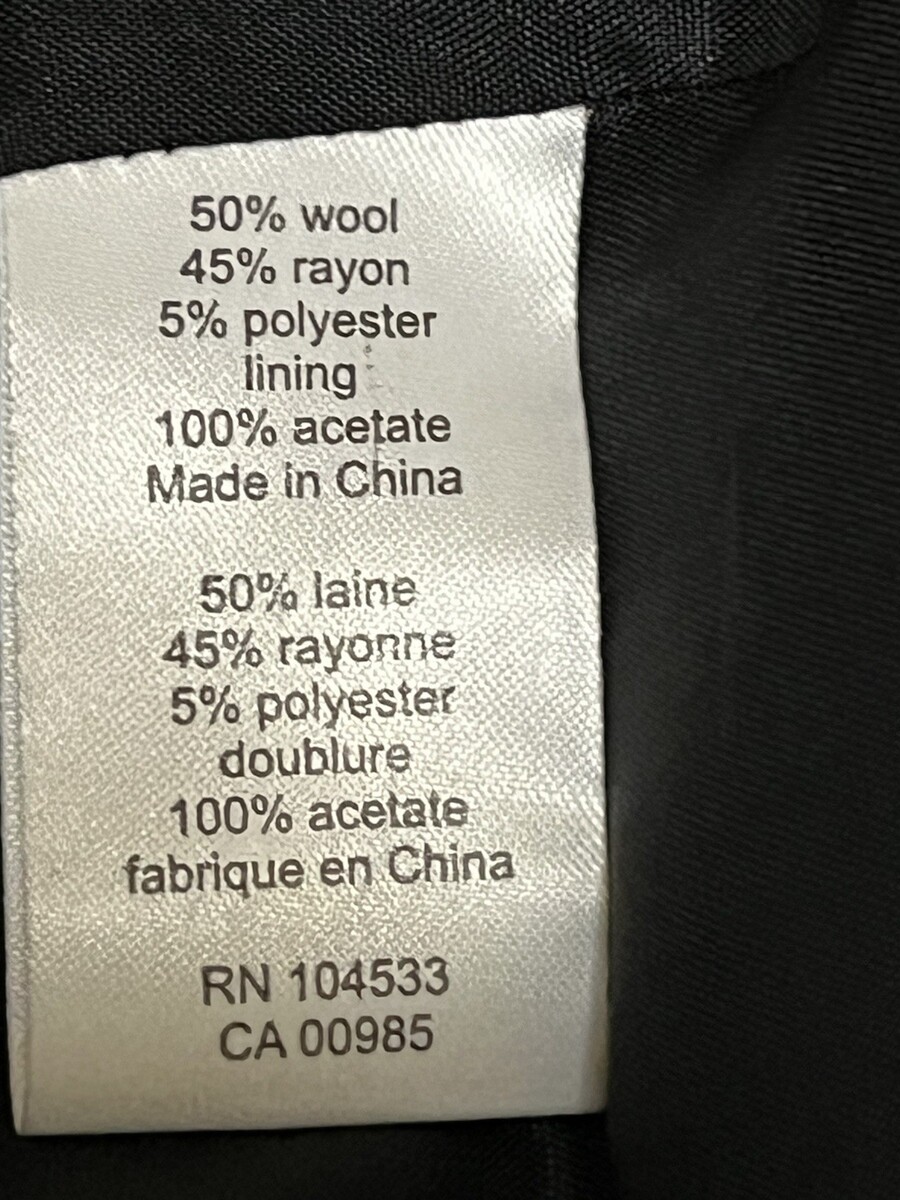 50% wool
45% rayon
5% polyester
lining
100% acetate
Made in China
50% laine
45% rayonne
5% polyester
doublure
100% acetate
fabrique en China
RN 104533
CA 00985